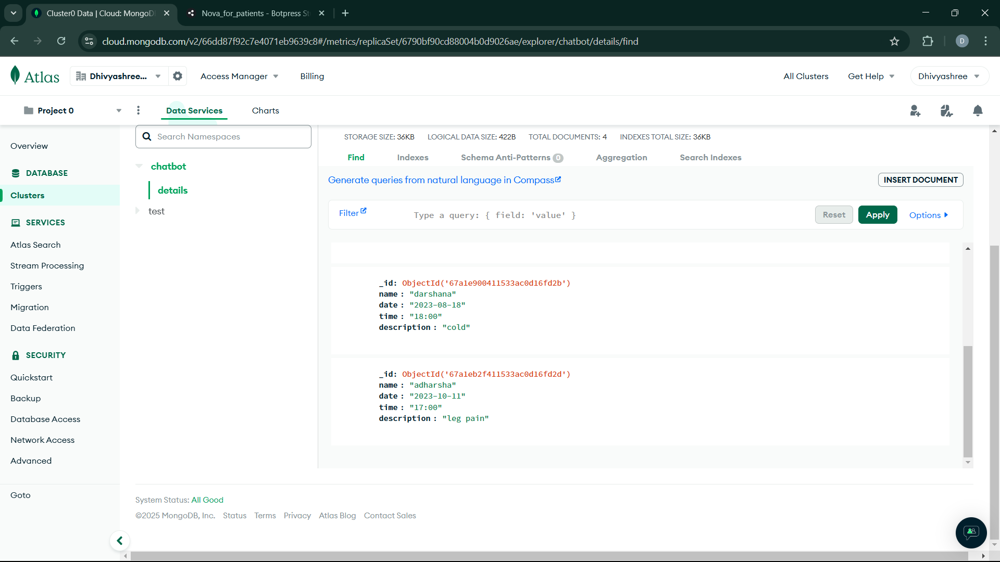 Cluster0 Data | Cloud: MongoD
Nova_for_patients - Botpress St
cloud.mongodb.com/v2/66dd87f92c7e4071eb9639c8#/metrics/replicaSet/6790bf90cd88004b0d9026ae/explorer/chatbot/details/find
D
Atlas
Dhivyashree...
Access Manager
Billing
All Clusters
Get Help
Dhivyashree
Project 0
Data Services
Charts
Overview
DATABASE
Clusters
SERVICES
Atlas Search
Stream Processing
Triggers
Migration
Data Federation
SECURITY
Quickstart
Backup
Database Access
Network Access
Advanced
Goto
Search Namespaces
chatbot
details
test
STORAGE SIZE: 36KB LOGICAL DATA SIZE: 422B TOTAL DOCUMENTS: 4 INDEXES TOTAL SIZE: 36KB
Find Indexes Schema Anti-Patterns 0 Aggregation Search Indexes
Generate queries from natural language in Compass
INSERT DOCUMENT
Filter
Type a query: { field: 'value' }
Reset
Apply
Options
_id: ObjectId('67a1e900411533ac0d16fd2b')
name : "darshana"
date : "2023-08-18"
time : "18:00"
description : "cold"
_id: ObjectId('67a1eb2f411533ac0d16fd2d')
name : "adharsha"
date : "2023-10-11"
time : "17:00"
description : "leg pain"
System Status: All Good
©2025 MongoDB, Inc. Status Terms Privacy Atlas Blog Contact Sales